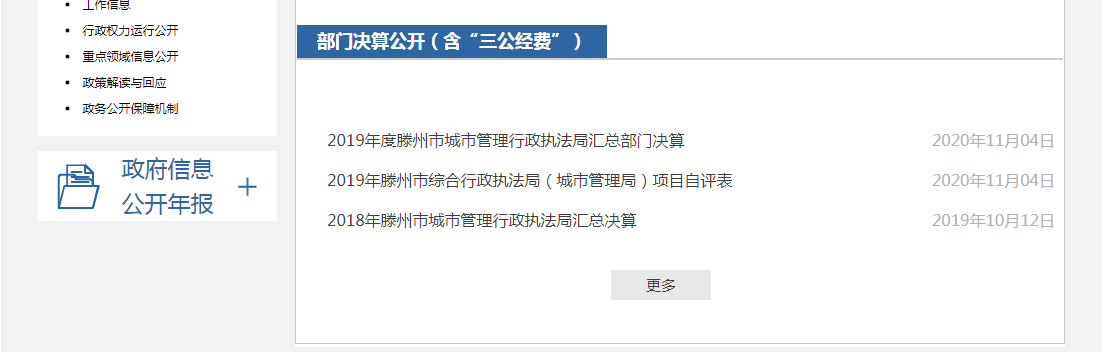 工作信息
行政权力运行公开
重点领域信息公开
政策解读与回应
政务公开保障机制
政府信息
公开年报
部门决算公开（含“三公经费”）
2019年度滕州市城市管理行政执法局汇总部门决算 2020年11月04日
2019年滕州市综合行政执法局（城市管理局）项目自评表 2020年11月04日
2018年滕州市城市管理行政执法局汇总决算 2019年10月12日
更多